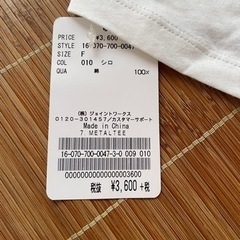 PRICE ¥3,600
STYLE 16-070-700-0047
SIZE F
COL 010 シロ
QUA 綿 100%
(株)ジョイントワークス
0120-301457/カスタマーサポート
Made in China
7 METALTEE
16-070-700-0047-3-0 009 010
0000000000000003600
税抜 ¥3,600 +税